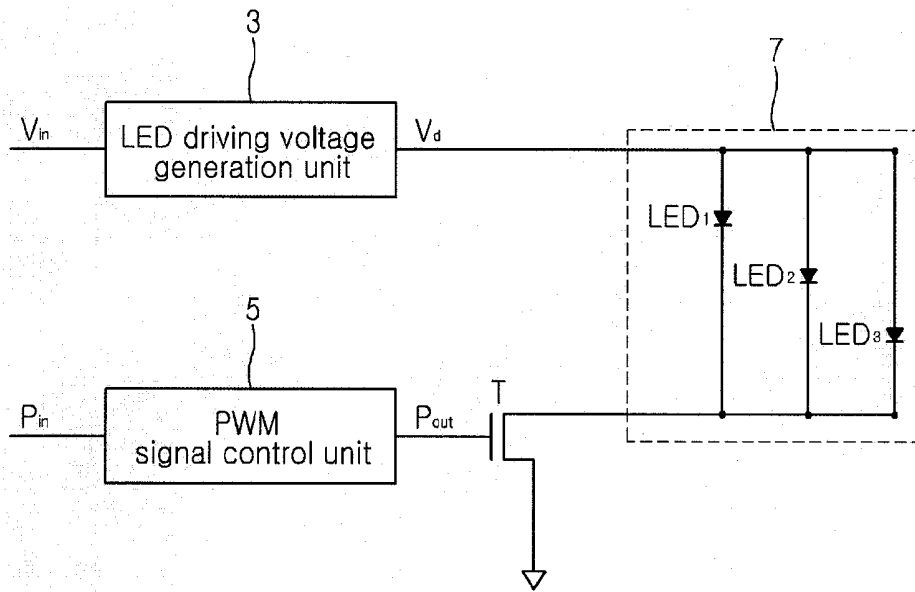 3
7
Vin
LED driving voltage
generation unit
Vd
LED1
LED2
LED3
5
Pin
PWM
signal control unit
Pout
T